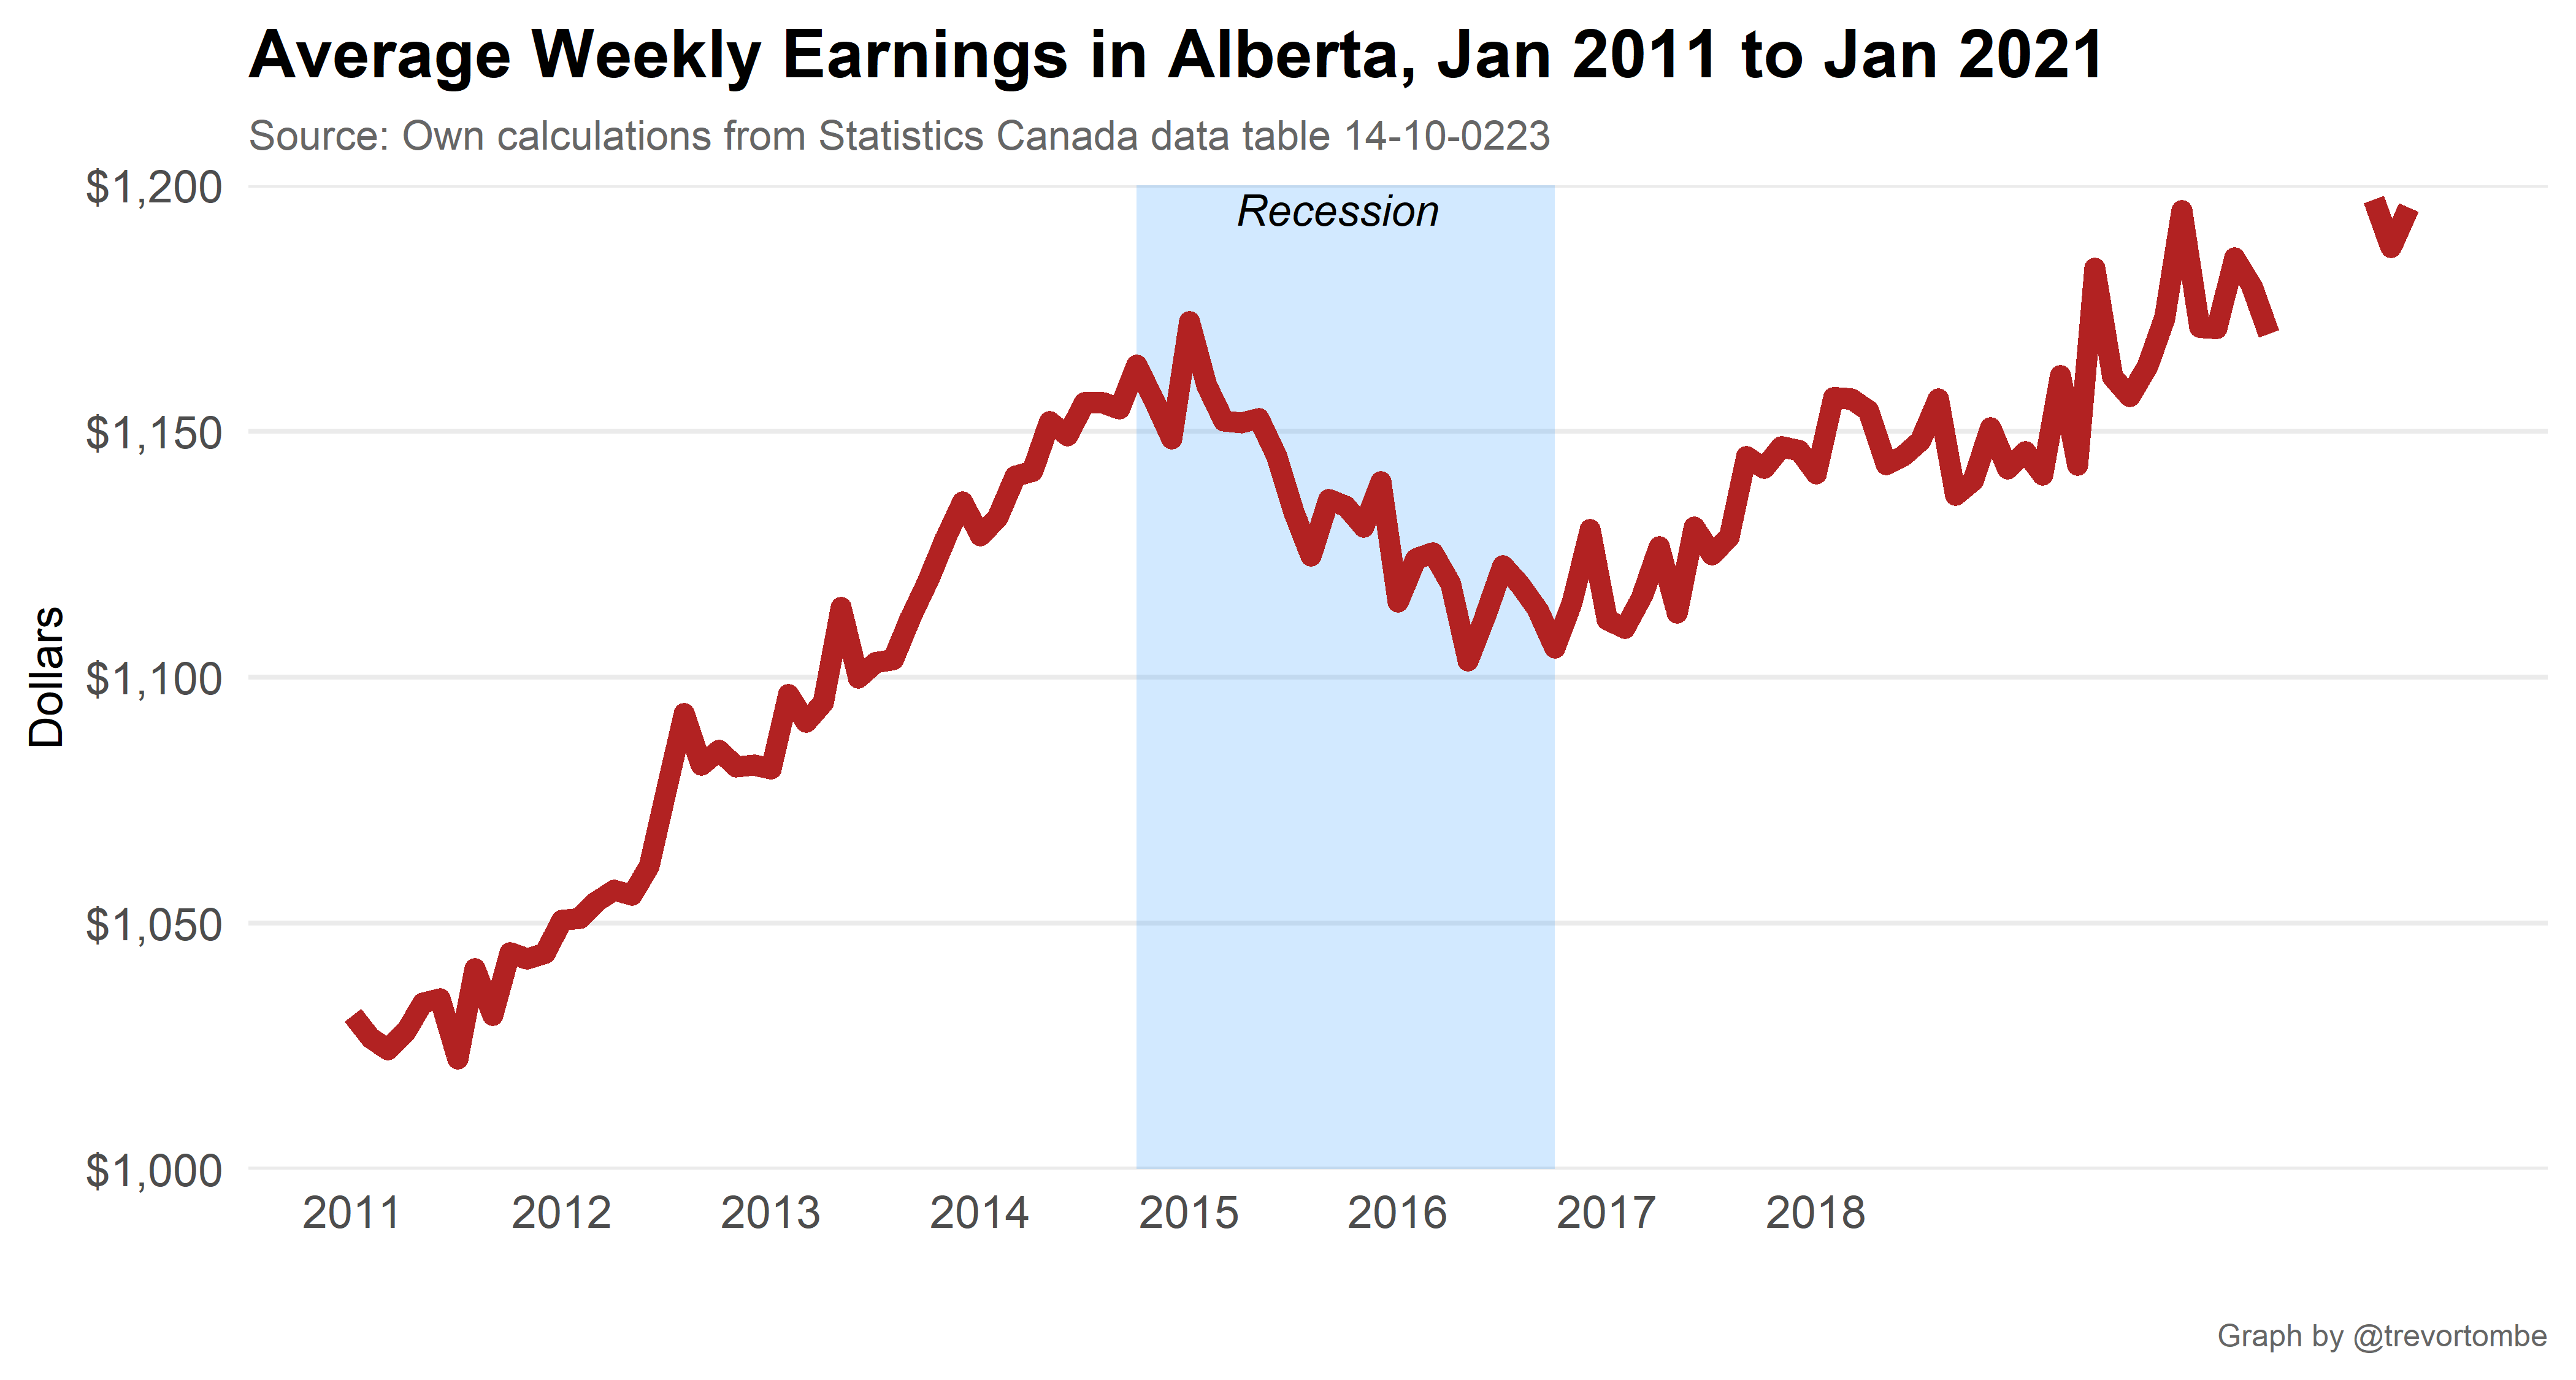 Average Weekly Earnings in Alberta, Jan 2011 to Jan 2021
Source: Own calculations from Statistics Canada data table 14-10-0223
$1,200
Recession
$1,150
$1,100
Dollars
$1,050
$1,000
2011 2012 2013 2014 2015 2016 2017 2018
Graph by @trevortombe